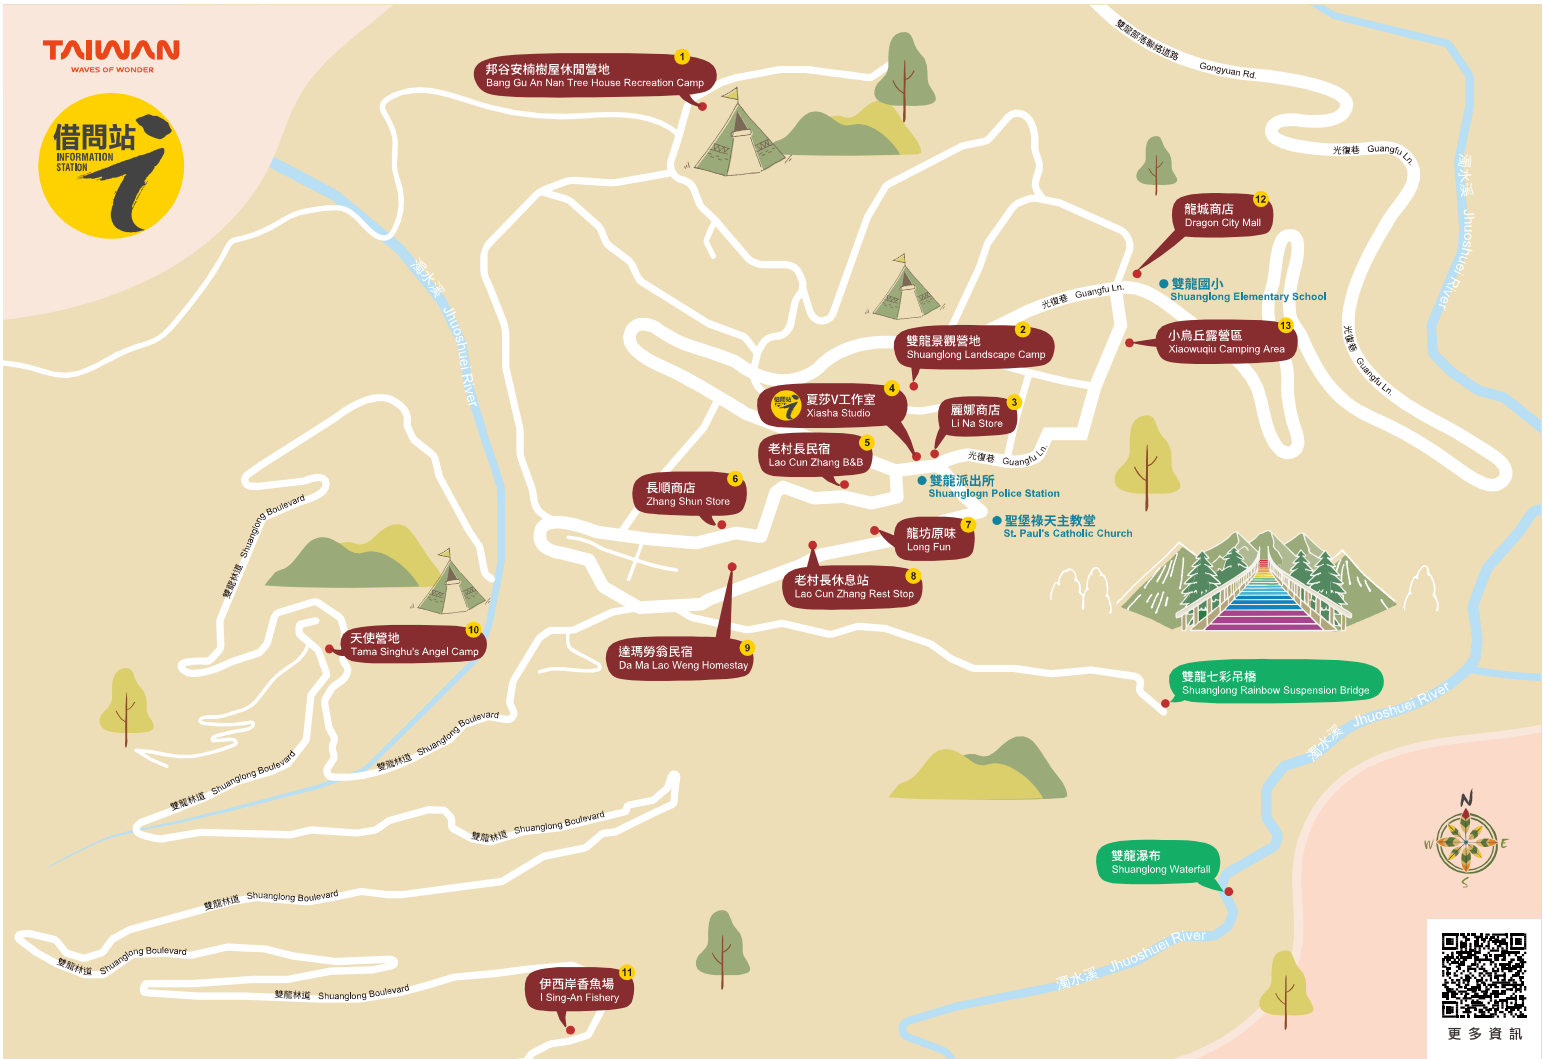 TAIWAN
WAVES OF WONDER
借問站
INFORMATION
STATION
邦谷安楠樹屋休閒營地
Bang Gu An Nan Tree House Recreation Camp
1
雙龍部落聯絡道路
Gongyuan Rd.
光復巷 Guangfu Ln.
濁水溪 Jhuoshuei River
龍城商店
Dragon City Mall
12
雙龍國小
Shuanglong Elementary School
濁水溪 Jhuoshuei River
光復巷 Guangfu Ln.
雙龍景觀營地
Shuanglong Landscape Camp
2
小烏丘露營區
Xiaowuqiu Camping Area
13
光復巷 Guangfu Ln.
借問站
夏莎V工作室
Xiasha Studio
4
麗娜商店
Li Na Store
3
老村長民宿
Lao Cun Zhang B&B
5
光復巷 Guangfu Ln.
長順商店
Zhang Shun Store
6
雙龍派出所
Shuanglogn Police Station
雙龍林道 Shuanglong Boulevard
龍坊原味
Long Fun
7
聖堡祿天主教堂
St. Paul's Catholic Church
老村長休息站
Lao Cun Zhang Rest Stop
8
天使營地
Tama Singhu's Angel Camp
10
達瑪勞翁民宿
Da Ma Lao Weng Homestay
9
雙龍七彩吊橋
Shuanglong Rainbow Suspension Bridge
濁水溪 Jhuoshuei River
雙龍林道 Shuanglong Boulevard
雙龍林道 Shuanglong Boulevard
雙龍林道 Shuanglong Boulevard
N
W
E
S
雙龍瀑布
Shuanglong Waterfall
雙龍林道 Shuanglong Boulevard
雙龍林道 Shuanglong Boulevard
濁水溪 Jhuoshuei River
雙龍林道 Shuanglong Boulevard
伊西岸香魚場
I Sing-An Fishery
11
更多資訊